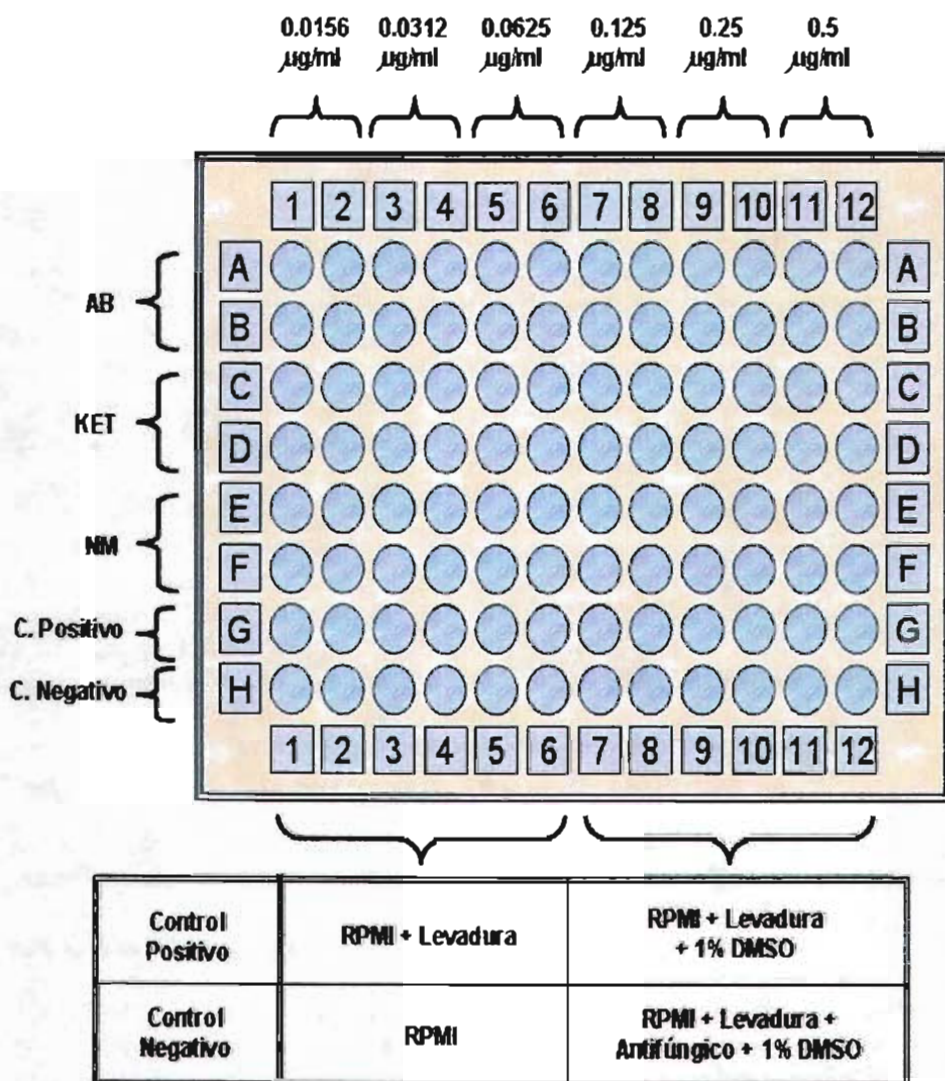 0.0156 0.0312 0.0625 0.125 0.25 0.5
µg/ml µg/ml µg/ml µg/ml µg/ml µg/ml
1 2 3 4 5 6 7 8 9 10 11 12
A A
AB
B B
C C
KET
D D
E E
NM
F F
C. Positivo G G
C. Negativo H H
1 2 3 4 5 6 7 8 9 10 11 12
Control Positivo
RPMI + Levadura
RPMI + Levadura
+ 1% DMSO
Control Negativo
RPMI
RPMI + Levadura +
Antifúngico + 1% DMSO